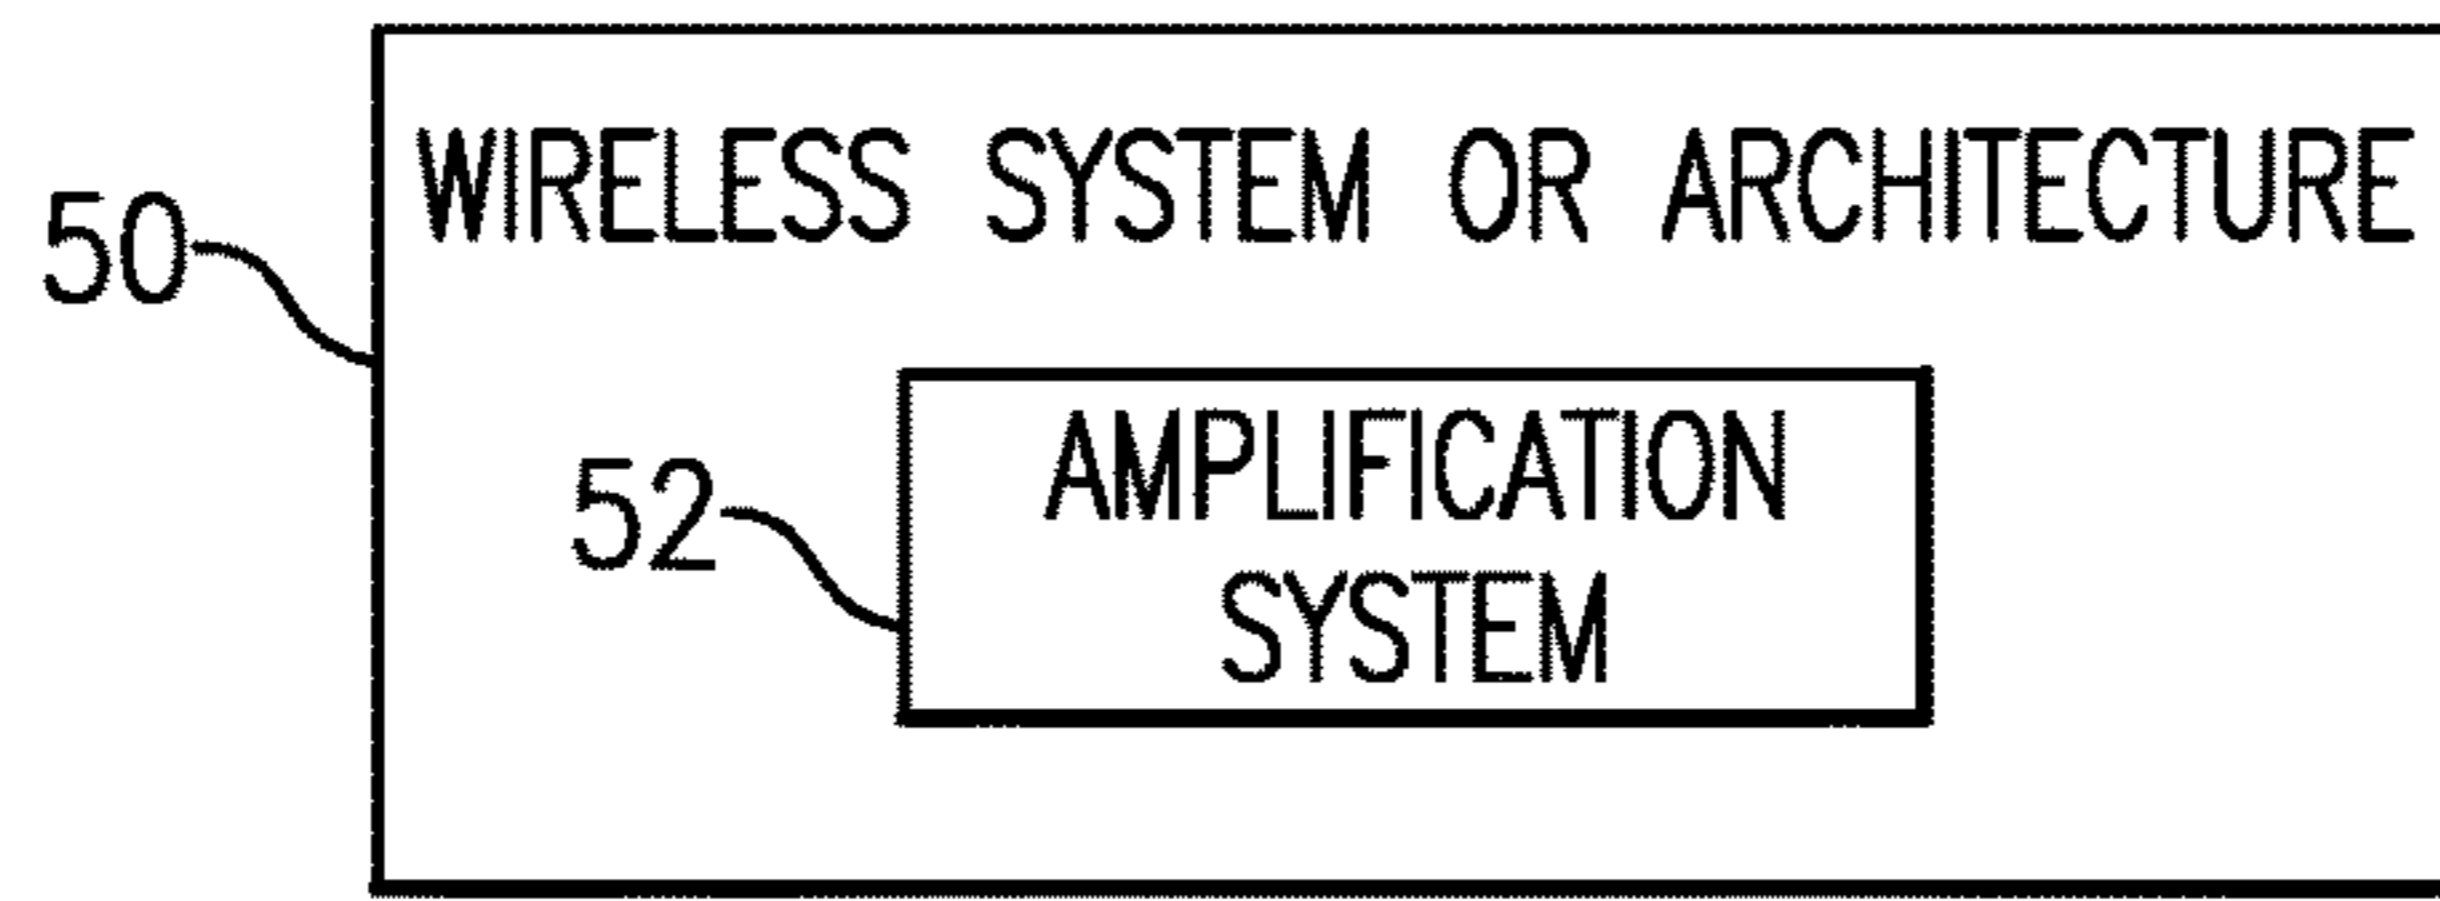 WIRELESS SYSTEM OR ARCHITECTURE
50
AMPLIFICATION
52
SYSTEM